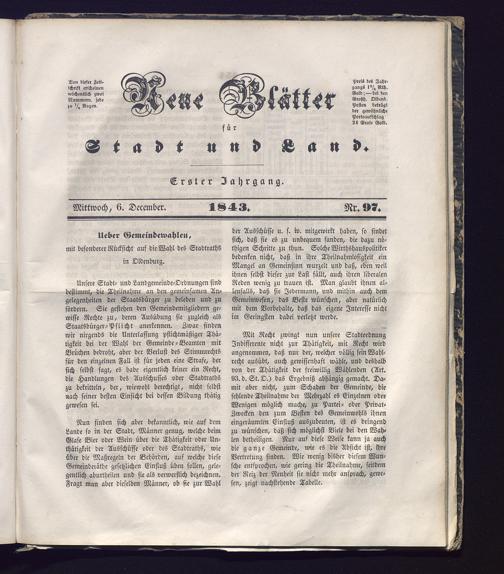 Von dieser Zeit-
schrift erscheinen
wöchentlich zwei
Nummern, jede
zu ½ Bogen.
Neue Blätter
Preis des Jahr-
gangs
Gold; — bei den
Großh. Oldenb.
Posten beträgt
der gewöhnliche
Portoaufschlag
24 Grote Gold.
für
Stadt und Land.
Erster Jahrgang.
Mittwoch, 6. December. 1843. Nr. 97.
Ueber Gemeindewahlen,
mit besonderer Rücksicht auf die Wahl des Stadtraths
in Oldenburg.
Unsere Stadt- und Landgemeinde-Ordnungen sind
bestimmt, die Theilnahme an den gemeinsamen An-
gelegenheiten der Staatsbürger zu beleben und zu
fördern. Sie gestehen den Gemeindemitgliedern ge-
wisse Rechte zu, deren Ausübung sie zugleich als
Staatsbürger-Pflicht anerkennen. Zwar finden
wir nirgends die Unterlassung pflichtmäßiger Thä-
tigkeit bei der Wahl der Gemeinde-Beamten mit
Brüchen bedroht, aber der Verlust des Stimmrechts
für den einzelnen Fall ist für jeden eine Strafe, der
sich selbst sagt, es habe eigentlich keiner ein Recht,
die Handlungen des Ausschusses oder Stadtraths
zu bekritteln, der, wiewohl berechtigt, nicht selbst
nach seiner besten Einsicht bei dessen Bildung thätig
gewesen sei.
Nun finden sich aber bekanntlich, wie auf dem
Lande so in der Stadt, Männer genug, welche beim
Glase Bier oder Wein über die Thätigkeit oder Un-
thätigkeit der Ausschüsse oder des Stadtraths, wie
über die Maßregeln der Behörden, auf welche diese
Gemeinderäthe gesetzlichen Einfluß üben sollen, gele-
gentlich aburtheilen und sie als verwerflich bezeichnen.
Fragt man aber dieselben Männer, ob sie zur Wahl
der Ausschüsse u. s. w. mitgewirkt haben, so findet
sich, daß sie es zu unbequem fanden, die dazu nö-
thigen Schritte zu thun. Solche Wirthshauspolitiker
bedenken nicht, daß in ihre Theilnahmlosigkeit ein
Mangel an Gemeinsinn wurzelt und daß, eben weil
ihnen selbst dieser zur Last fällt, auch ihren liberalen
Reden wenig zu trauen ist. Man glaubt ihnen al-
lenfalls, daß sie Jedermann, und mithin auch dem
Gemeinwesen, das Beste wünschen, aber natürlich
mit dem Vorbehalt, daß das eigene Interesse nicht
im Geringsten dabei verletzt werde.
Mit Recht zwingt nun unsere Stadtordnung
Indifferente nicht zur Thätigkeit, mit Recht wird
angenommen, daß nur der, welcher völlig sein Wahl-
recht ausübt, auch gewissenhaft wähle, und deshalb
von der Thätigkeit der freiwillig Wählenden (Art.
St. O.) das Ergebniß abhängig gemacht. Da-
mit aber nicht, zum Schaden der Gemeinde, die
fehlende Theilnahme der Mehrzahl es Einzelnen oder
Wenigen möglich mache, zu Partei- oder Privat-
Zwecken den zum Besten des Gemeinwohls ihnen
eingeräumten Einfluß auszubeuten, ist es dringend
zu wünschen, daß sich möglichst Viele bei den Wah-
len betheiligen. Nur auf diese Weise kann ja auch
die ganze Gemeinde, wie es die Absicht ist, ihre
Vertretung finden. Wie wenig bisher diesem Wun-
sche entsprochen, wie gering die Theilnahme, seitdem
der Reiz der Neuheit sie nicht mehr ansprach, gewe-
sen, zeigt nachstehende Tabelle.